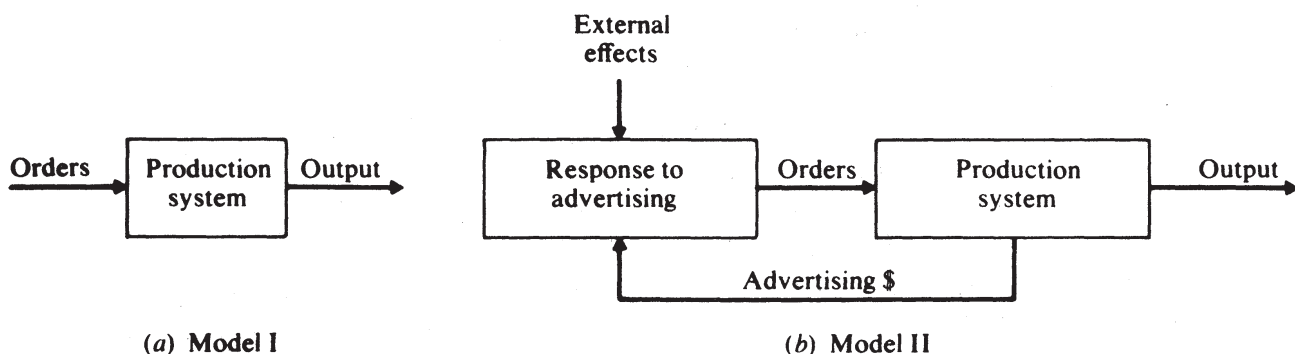 Orders
Production
system
Output
(a) Model I
External
effects
Response to
advertising
Orders
Production
system
Output
Advertising $
(b) Model II